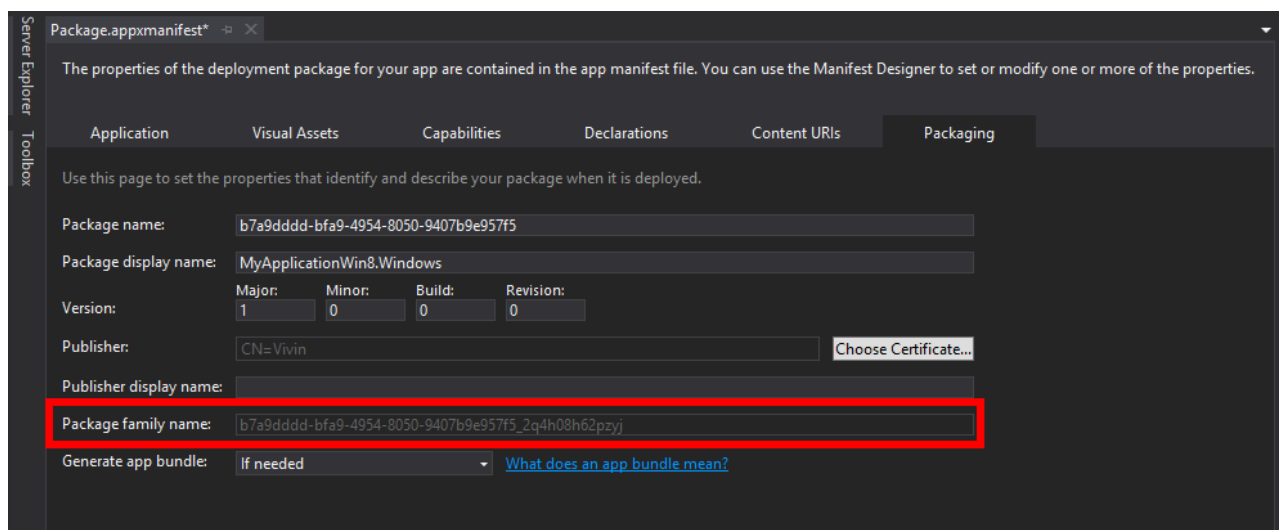 Server Explorer
Toolbox
Package.appxmanifest*
The properties of the deployment package for your app are contained in the app manifest file. You can use the Manifest Designer to set or modify one or more of the properties.
Application Visual Assets Capabilities Declarations Content URIs Packaging
Use this page to set the properties that identify and describe your package when it is deployed.
Package name: b7a9dddd-bfa9-4954-8050-9407b9e957f5
Package display name: MyApplicationWin8.Windows
Major: Minor: Build: Revision:
Version: 1 0 0 0
Publisher: CN=Vivin Choose Certificate...
Publisher display name:
Package family name: b7a9dddd-bfa9-4954-8050-9407b9e957f5_2q4h08h62pzyj
Generate app bundle: If needed What does an app bundle mean?